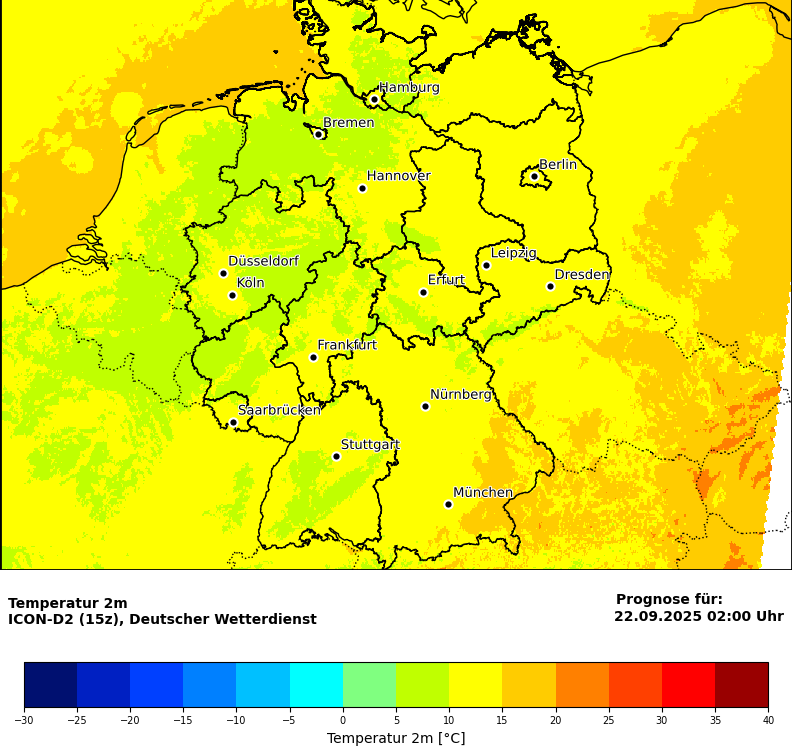 Hamburg
Bremen
Berlin
Hannover
Leipzig
Düsseldorf
Dresden
Köln
Erfurt
Frankfurt
Nürnberg
Saarbrücken
Stuttgart
München
Temperatur 2m
ICON-D2 (15z), Deutscher Wetterdienst
Prognose für:
22.09.2025 02:00 Uhr
−30 −25 −20 −15 −10 −5 0 5 10 15 20 25 30 35 40
Temperatur 2m [°C]